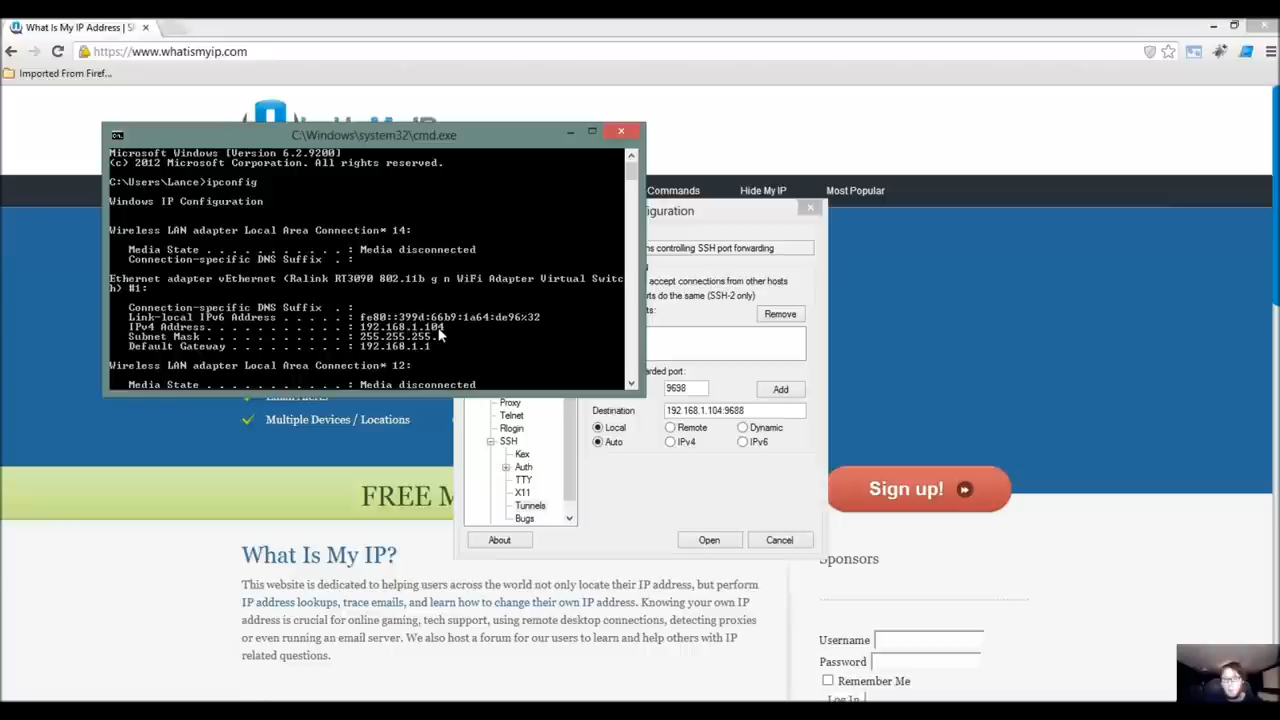 What Is My IP Address | S
https://www.whatismyip.com
Imported From Firef...
C:\Windows\system32\cmd.exe
Microsoft Windows [Version 6.2.9200]
(c) 2012 Microsoft Corporation. All rights reserved.
C:\Users\Lance>ipconfig
Windows IP Configuration
Wireless LAN adapter Local Area Connection* 14:
Media State . . . . . . . . . . . : Media disconnected
Connection-specific DNS Suffix . :
Ethernet adapter vEthernet (Ralink RT3090 802.11b g n WiFi Adapter Virtual Switc
h) #1:
Connection-specific DNS Suffix . :
Link-local IPv6 Address . . . . . : fe80::399d:66b9:1a64:de96%32
IPv4 Address. . . . . . . . . . . : 192.168.1.104
Subnet Mask . . . . . . . . . . . : 255.255.255.
Default Gateway . . . . . . . . . : 192.168.1.1
Wireless LAN adapter Local Area Connection* 12:
Media State . . . . . . . . . . . : Media disconnected
Commands Hide My IP Most Popular
iguration
ns controlling SSH port forwarding
accept connections from other hosts
rts do the same (SSH-2 only)
ts: Remove
arded port:
9698 Add
Destination 192.168.1.104:9688
Local Remote Dynamic
Auto IPv4 IPv6
Proxy
Telnet
Rlogin
SSH
Kex
Auth
TTY
X11
Tunnels
Bugs
About Open Cancel
Multiple Devices / Locations
FREE M
Sign up!
What Is My IP?
This website is dedicated to helping users across the world not only locate their IP address, but perform
IP address lookups, trace emails, and learn how to change their own IP address. Knowing your own IP
address is crucial for online gaming, tech support, using remote desktop connections, detecting proxies
or even running an email server. We also host a forum for our users to learn and help others with IP
related questions.
Sponsors
Username
Password
Remember Me
Log In